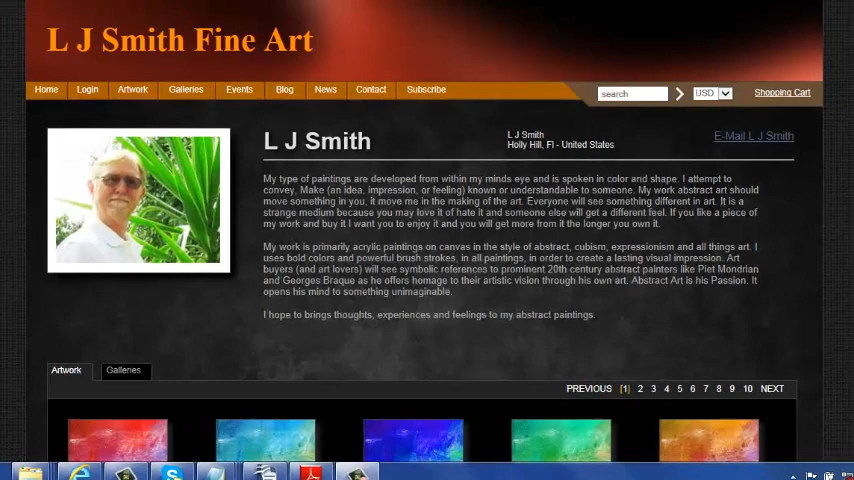 L J Smith Fine Art
Home Login Artwork Galleries Events Blog News Contact Subscribe search USD Shopping Cart
L J Smith
L J Smith
Holly Hill, Fl - United States
E-Mail L J Smith
My type of paintings are developed from within my minds eye and is spoken in color and shape. I attempt to
convey, Make (an idea, impression, or feeling) known or understandable to someone. My work abstract art should
move something in you, it move me in the making of the art. Everyone will see something different in art. It is a
strange medium because you may love it of hate it and someone else will get a different feel. If you like a piece of
my work and buy it I want you to enjoy it and you will get more from it the longer you own it.
My work is primarily acrylic paintings on canvas in the style of abstract, cubism, expressionism and all things art. I
uses bold colors and powerful brush strokes, in all paintings, in order to create a lasting visual impression. Art
buyers (and art lovers) will see symbolic references to prominent 20th century abstract painters like Piet Mondrian
and Georges Braque as he offers homage to their artistic vision through his own art. Abstract Art is his Passion. It
opens his mind to something unimaginable.
I hope to brings thoughts, experiences and feelings to my abstract paintings.
Artwork Galleries
PREVIOUS [1] 2 3 4 5 6 7 8 9 10 NEXT